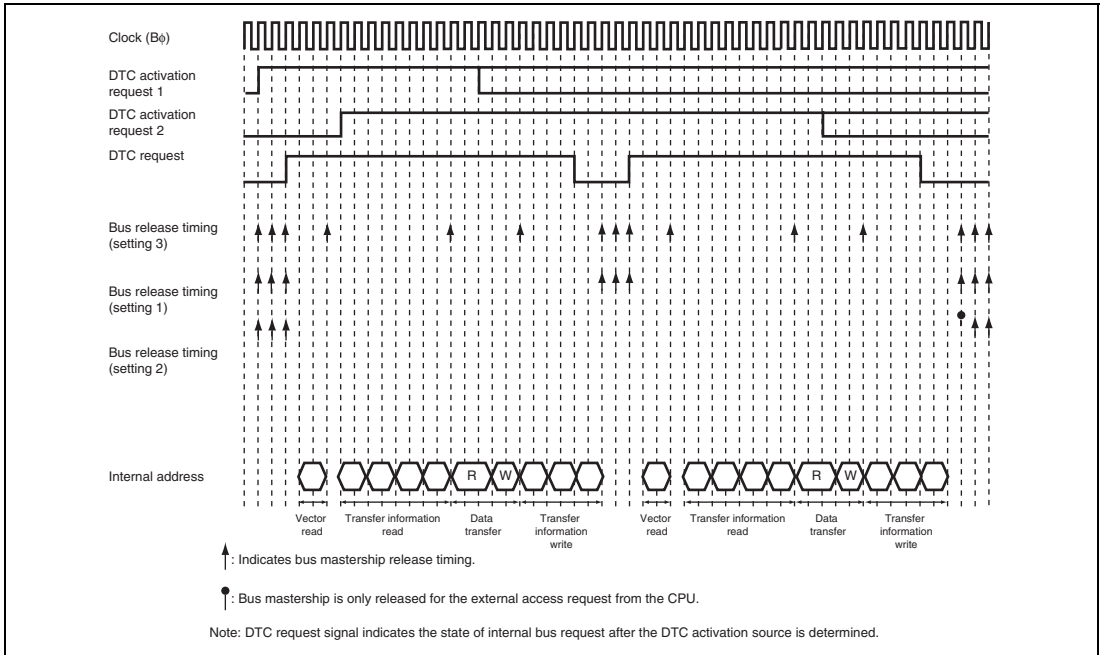 Clock (Bφ)
DTC activation
request 1
DTC activation
request 2
DTC request
Bus release timing
(setting 3)
Bus release timing
(setting 1)
Bus release timing
(setting 2)
Internal address
R
W
R
W
Vector
read
Transfer information
read
Data
transfer
Transfer
information
write
Vector
read
Transfer information
read
Data
transfer
Transfer
information
write
: Indicates bus mastership release timing.
: Bus mastership is only released for the external access request from the CPU.
Note: DTC request signal indicates the state of internal bus request after the DTC activation source is determined.